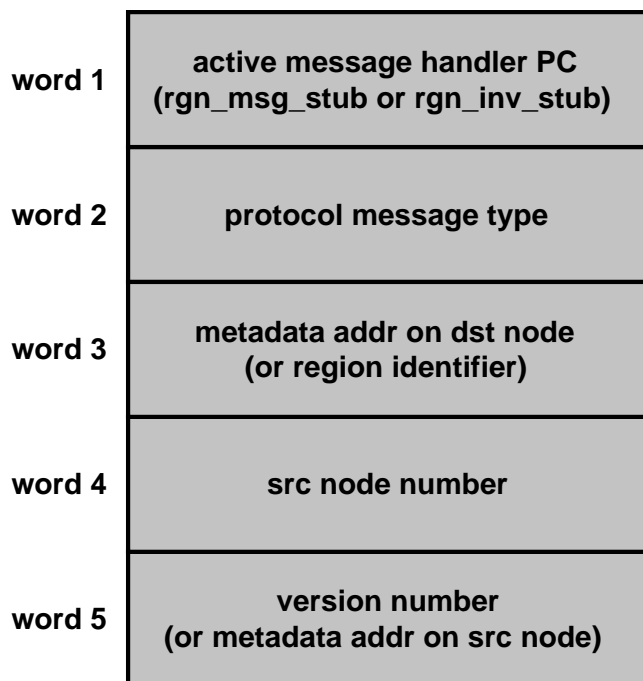 word 1
active message handler PC
(rgn_msg_stub or rgn_inv_stub)
word 2
protocol message type
word 3
metadata addr on dst node
(or region identifier)
word 4
src node number
word 5
version number
(or metadata addr on src node)